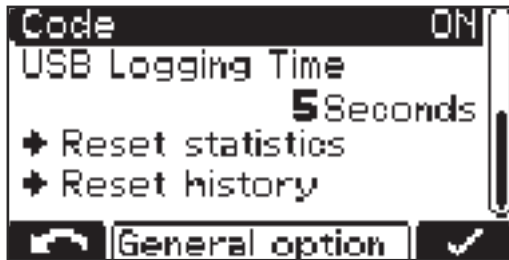 Code ON
USB Logging Time
5 Seconds
Reset statistics
Reset history
General option